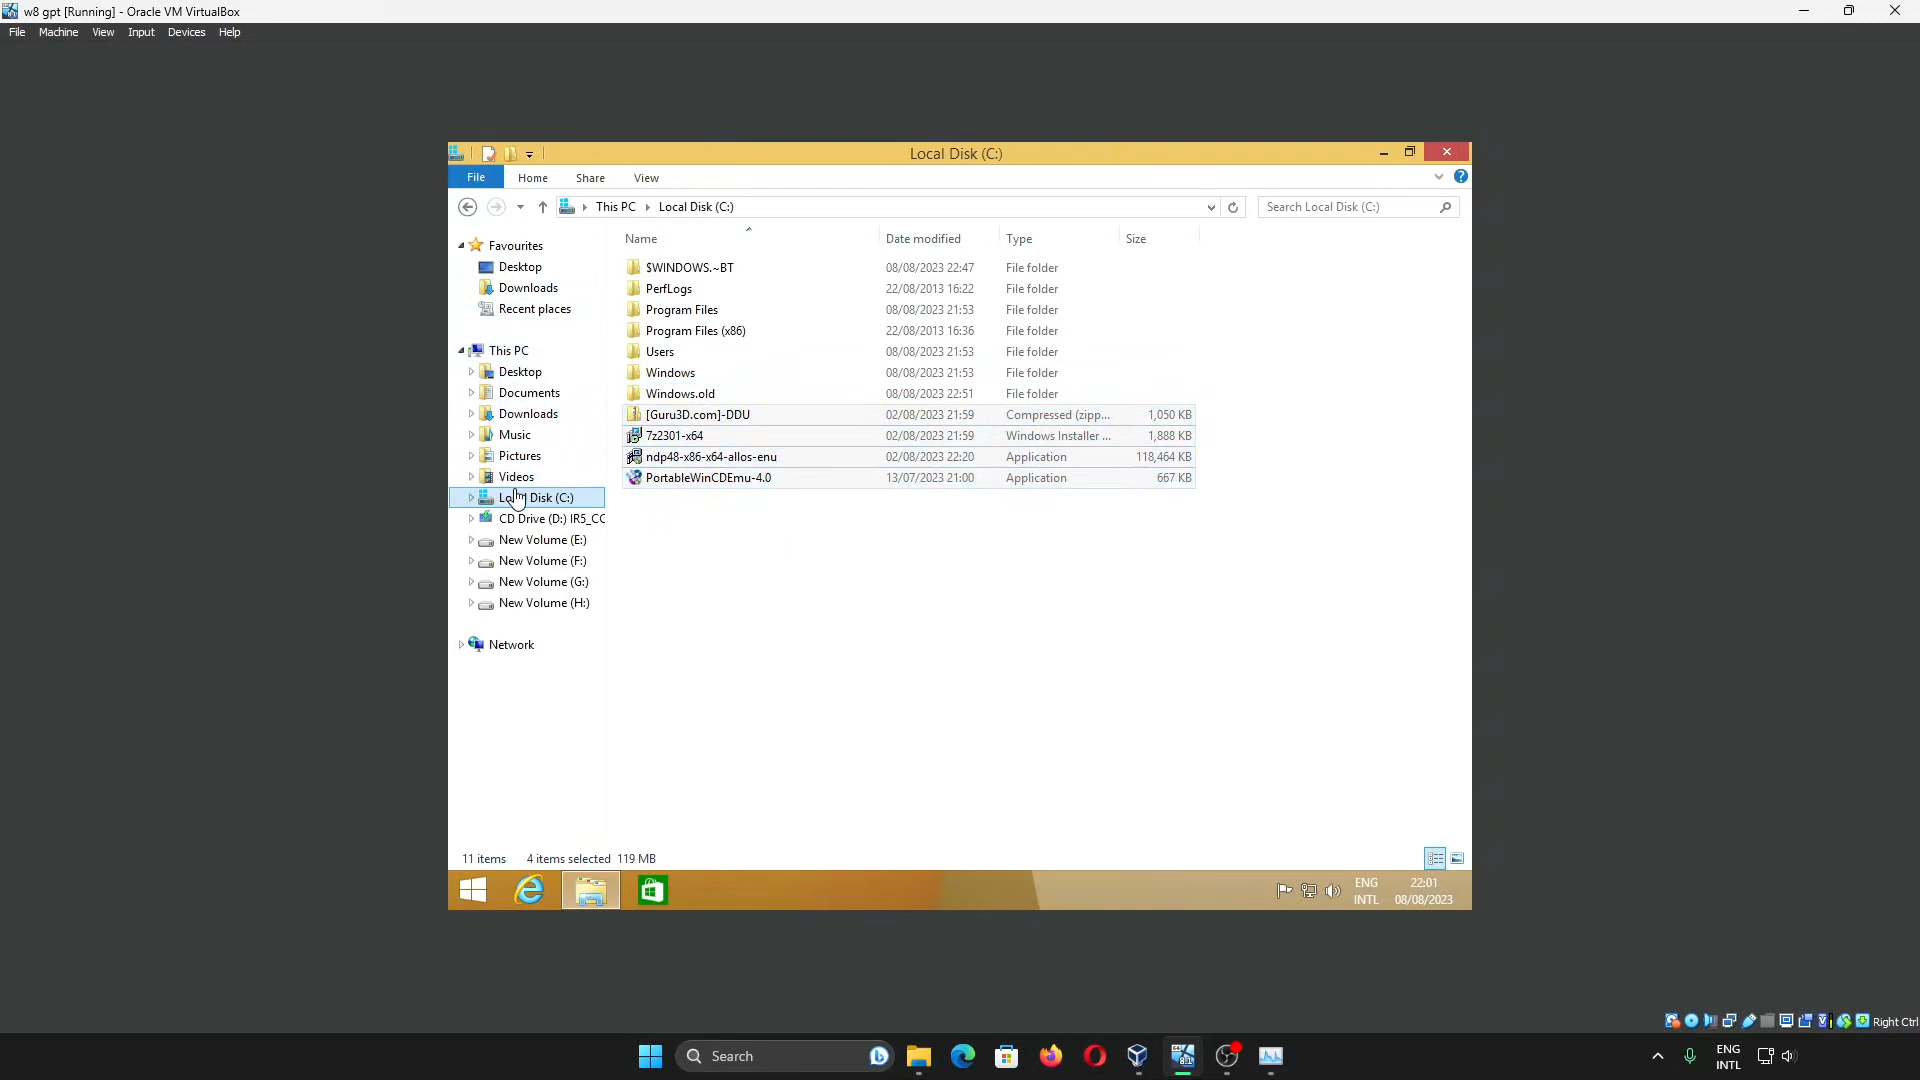 w8 gpt [Running] - Oracle VM VirtualBox
File Machine View Input Devices Help
Local Disk (C:)
File Home Share View
This PC Local Disk (C:) Search Local Disk (C:)
Name Date modified Type Size
Favourites
Desktop
Downloads
Recent places
This PC
Desktop
Documents
Downloads
Music
Pictures
Videos
Local Disk (C:)
CD Drive (D:) IR5_CC
New Volume (E:)
New Volume (F:)
New Volume (G:)
New Volume (H:)
Network
$WINDOWS.~BT 08/08/2023 22:47 File folder
PerfLogs 22/08/2013 16:22 File folder
Program Files 08/08/2023 21:53 File folder
Program Files (x86) 22/08/2013 16:36 File folder
Users 08/08/2023 21:53 File folder
Windows 08/08/2023 21:53 File folder
Windows.old 08/08/2023 22:51 File folder
[Guru3D.com]-DDU 02/08/2023 21:59 Compressed (zipp... 1,050 KB
7z2301-x64 02/08/2023 21:59 Windows Installer ... 1,888 KB
ndp48-x86-x64-allos-enu 02/08/2023 22:20 Application 118,464 KB
PortableWinCDEmu-4.0 13/07/2023 21:00 Application 667 KB
11 items 4 items selected 119 MB
ENG 22:01
INTL 08/08/2023
Right Ctrl
Search
ENG
INTL